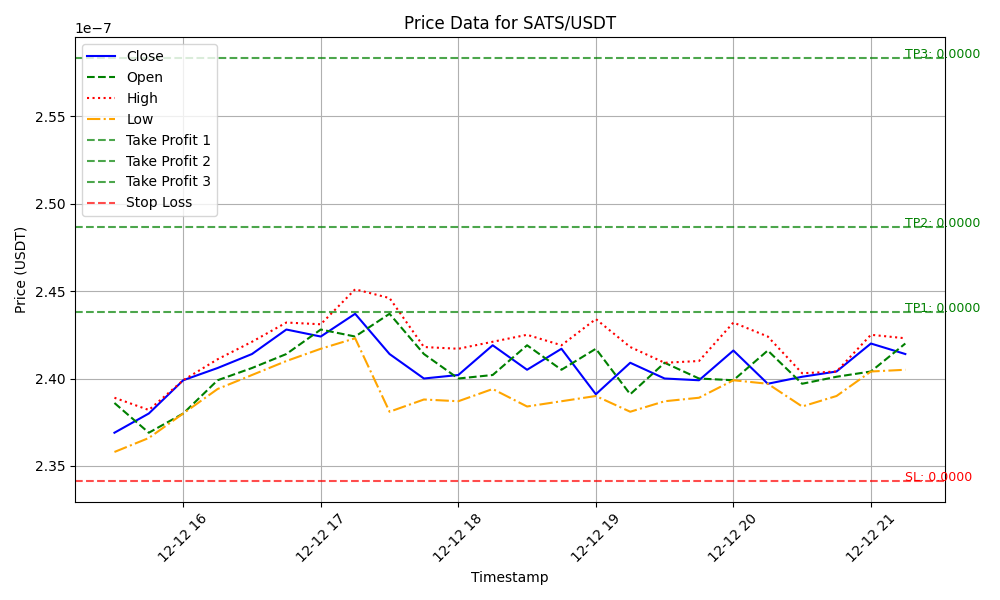 Price Data for SATS/USDT
1e−7
Close
Open
High
Low
Take Profit 1
Take Profit 2
Take Profit 3
Stop Loss
TP3: 0.0000
TP2: 0.0000
TP1: 0.0000
SL: 0.0000
2.55
2.50
2.45
2.40
2.35
Price (USDT)
12-12 16
12-12 17
12-12 18
12-12 19
12-12 20
12-12 21
Timestamp